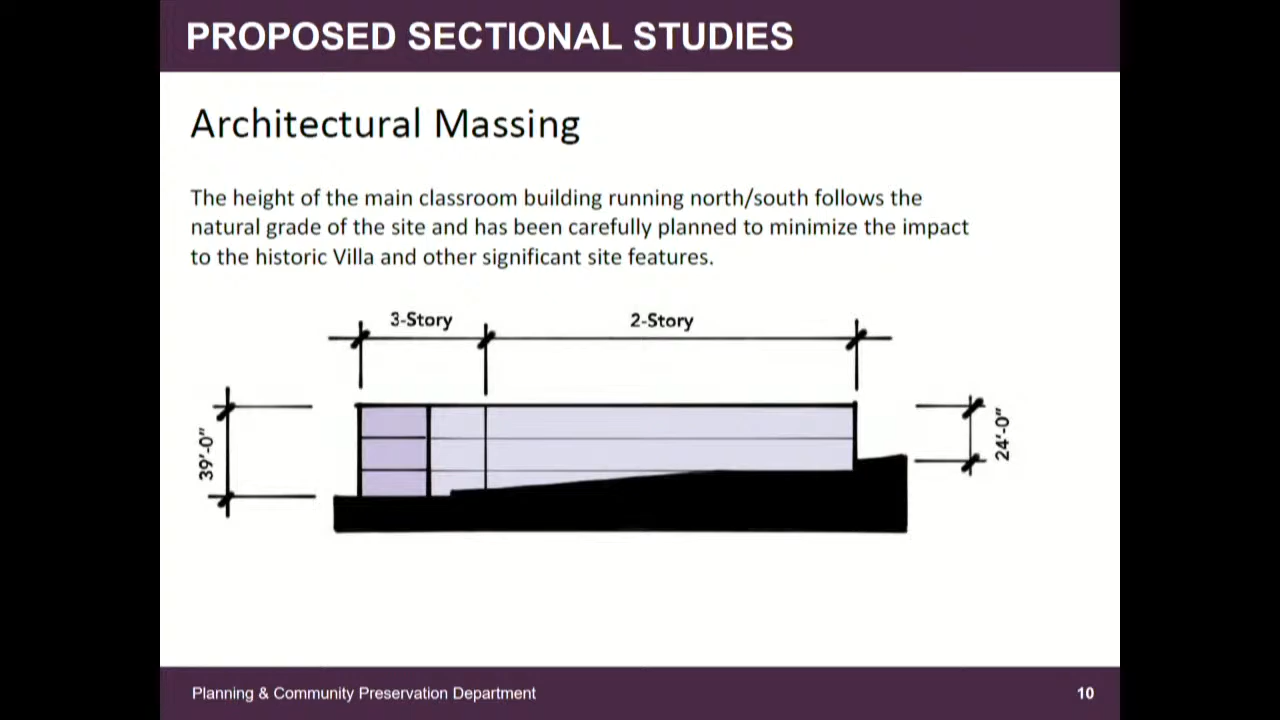 PROPOSED SECTIONAL STUDIES
Architectural Massing
The height of the main classroom building running north/south follows the
natural grade of the site and has been carefully planned to minimize the impact
to the historic Villa and other significant site features.
3-Story
2-Story
39'-0"
24'-0"
Planning & Community Preservation Department
10